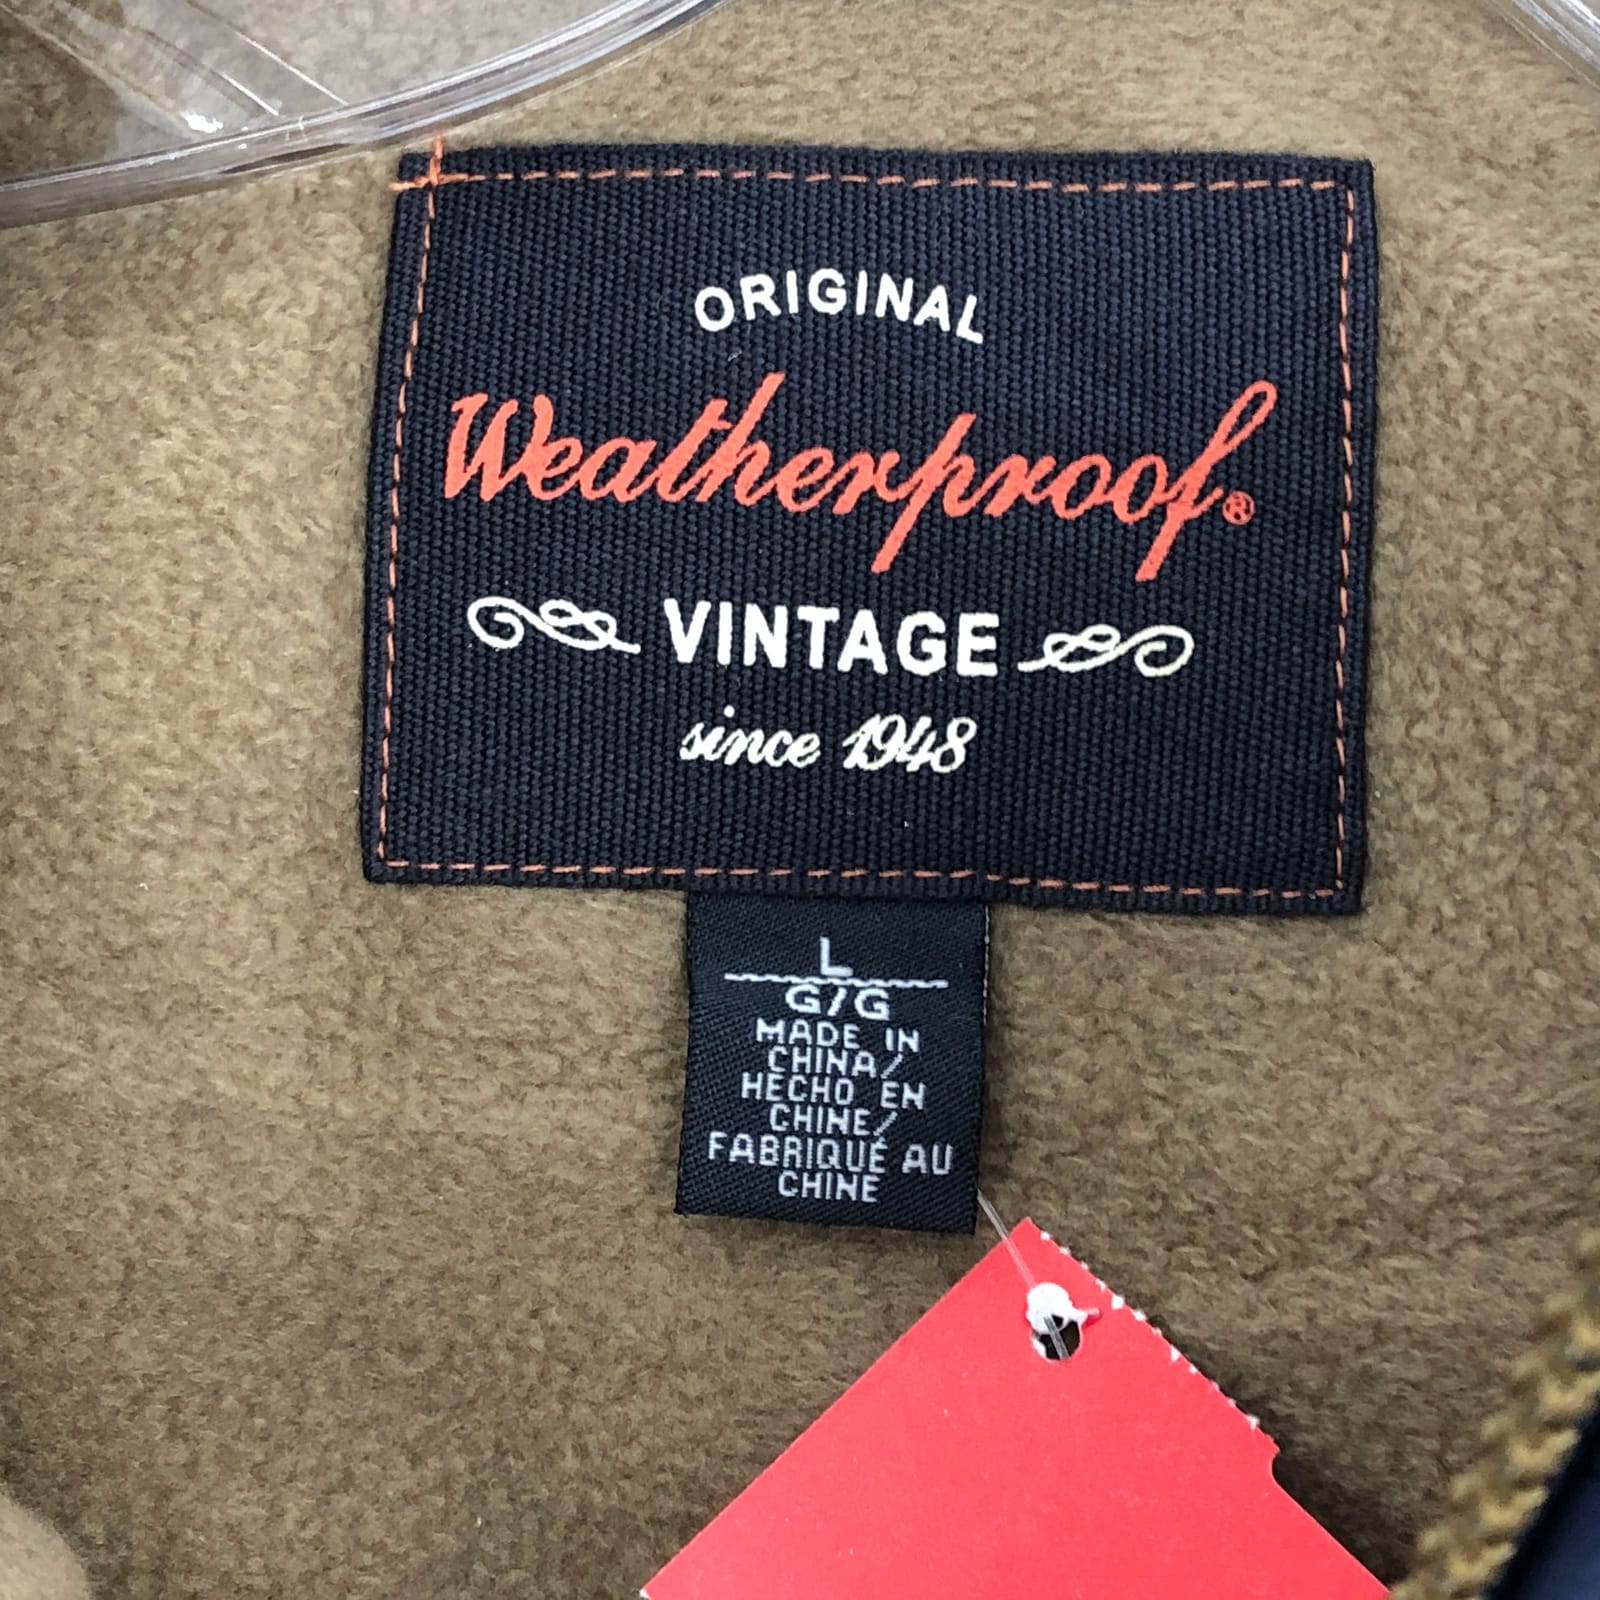 ORIGINAL
Weatherproof®
VINTAGE
since 1948
L
G/G
MADE IN
CHINA/
HECHO EN
CHINE/
FABRIQUÉ AU
CHINE